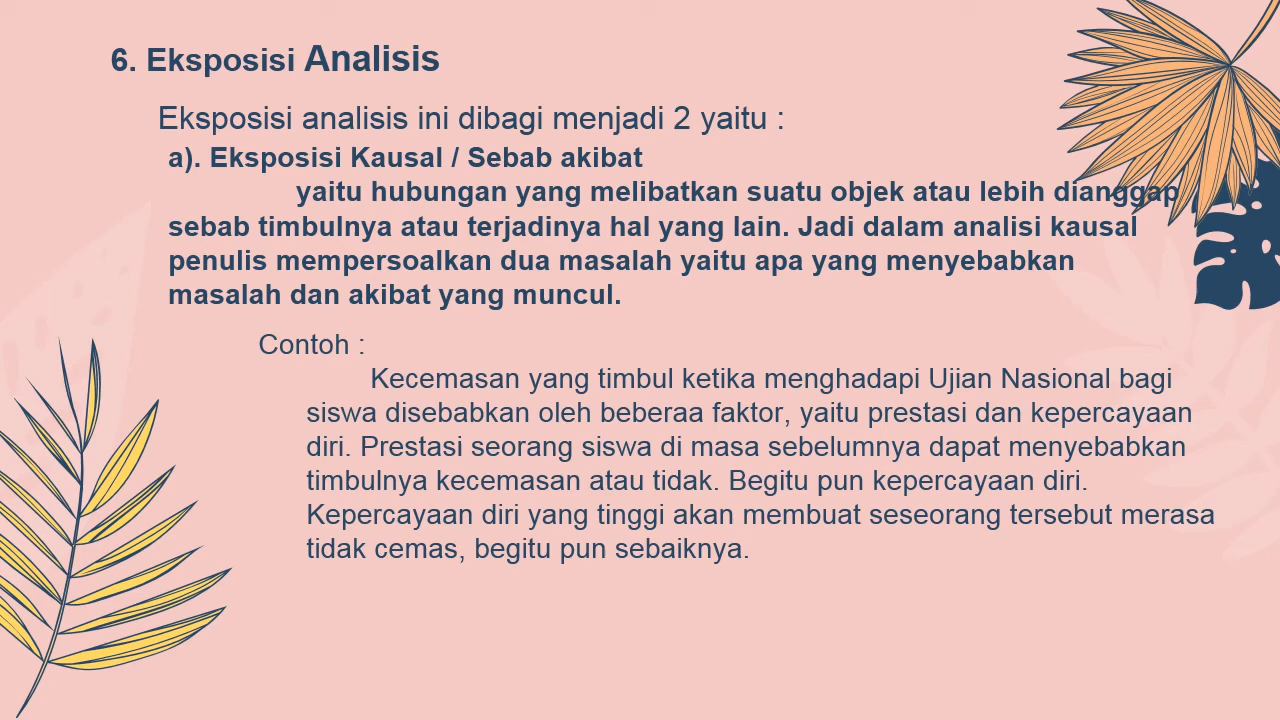 6. Eksposisi Analisis
Eksposisi analisis ini dibagi menjadi 2 yaitu :
a). Eksposisi Kausal / Sebab akibat
yaitu hubungan yang melibatkan suatu objek atau lebih dianggap
sebab timbulnya atau terjadinya hal yang lain. Jadi dalam analisi kausal
penulis mempersoalkan dua masalah yaitu apa yang menyebabkan
masalah dan akibat yang muncul.
Contoh :
Kecemasan yang timbul ketika menghadapi Ujian Nasional bagi
siswa disebabkan oleh beberaa faktor, yaitu prestasi dan kepercayaan
diri. Prestasi seorang siswa di masa sebelumnya dapat menyebabkan
timbulnya kecemasan atau tidak. Begitu pun kepercayaan diri.
Kepercayaan diri yang tinggi akan membuat seseorang tersebut merasa
tidak cemas, begitu pun sebaiknya.